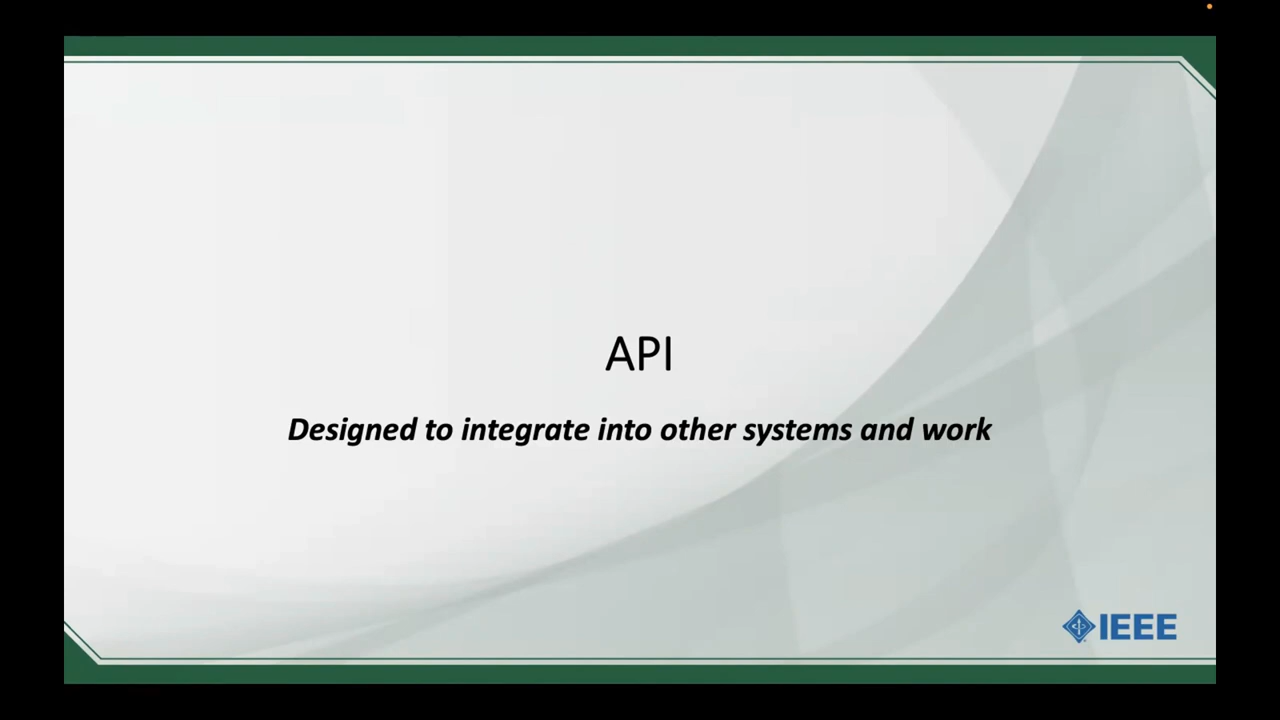 API
Designed to integrate into other systems and work
IEEE